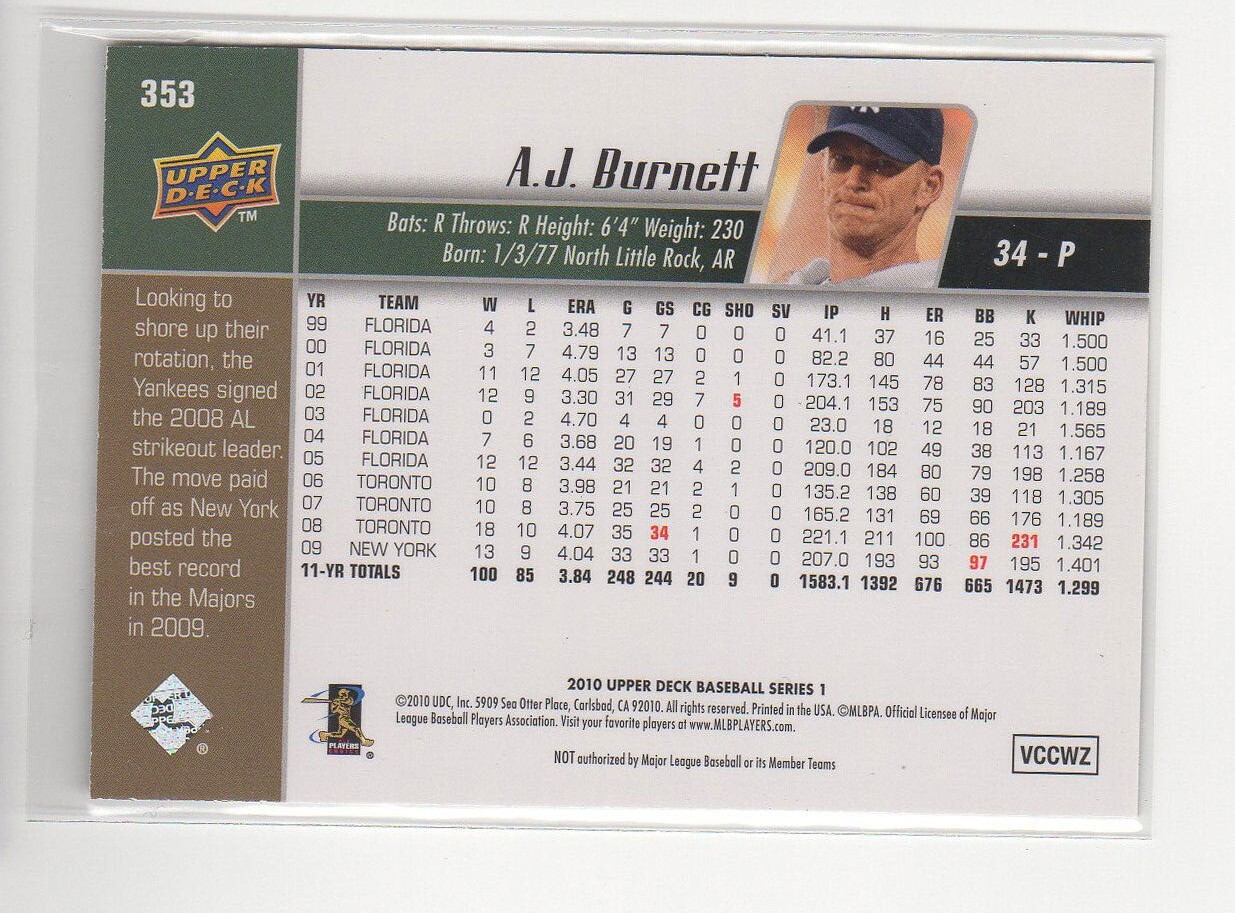 353
UPPER
D·E·C·K
TM
A.J. Burnett
Bats: R Throws: R Height: 6'4" Weight: 230
Born: 1/3/77 North Little Rock, AR
34 - P
Looking to
shore up their
rotation, the
Yankees signed
the 2008 AL
strikeout leader.
The move paid
off as New York
posted the
best record
in the Majors
in 2009.
YR TEAM W L ERA G GS CG SHO SV IP H ER BB K WHIP
99 FLORIDA 4 2 3.48 7 7 0 0 0 41.1 37 16 25 33 1.500
00 FLORIDA 3 7 4.79 13 13 0 0 0 82.2 80 44 44 57 1.500
01 FLORIDA 11 12 4.05 27 27 2 1 0 173.1 145 78 83 128 1.315
02 FLORIDA 12 9 3.30 31 29 7 5 0 204.1 153 75 90 203 1.189
03 FLORIDA 0 2 4.70 4 4 0 0 0 23.0 18 12 18 21 1.565
04 FLORIDA 7 6 3.68 20 19 1 0 0 120.0 102 49 38 113 1.167
05 FLORIDA 12 12 3.44 32 32 4 2 0 209.0 184 80 79 198 1.258
06 TORONTO 10 8 3.98 21 21 2 1 0 135.2 138 60 39 118 1.305
07 TORONTO 10 8 3.75 25 25 2 0 0 165.2 131 69 66 176 1.189
08 TORONTO 18 10 4.07 35 34 1 0 0 221.1 211 100 86 231 1.342
09 NEW YORK 13 9 4.04 33 33 1 0 0 207.0 193 93 97 195 1.401
11-YR TOTALS 100 85 3.84 248 244 20 9 0 1583.1 1392 676 665 1473 1.299
2010 UPPER DECK BASEBALL SERIES 1
©2010 UDC, Inc. 5909 Sea Otter Place, Carlsbad, CA 92010. All rights reserved. Printed in the USA. ©MLBPA. Official Licensee of Major
League Baseball Players Association. Visit your favorite players at www.MLBPLAYERS.com.
NOT authorized by Major League Baseball or its Member Teams
PLAYERS
CHOICE
®
®
VCCWZ